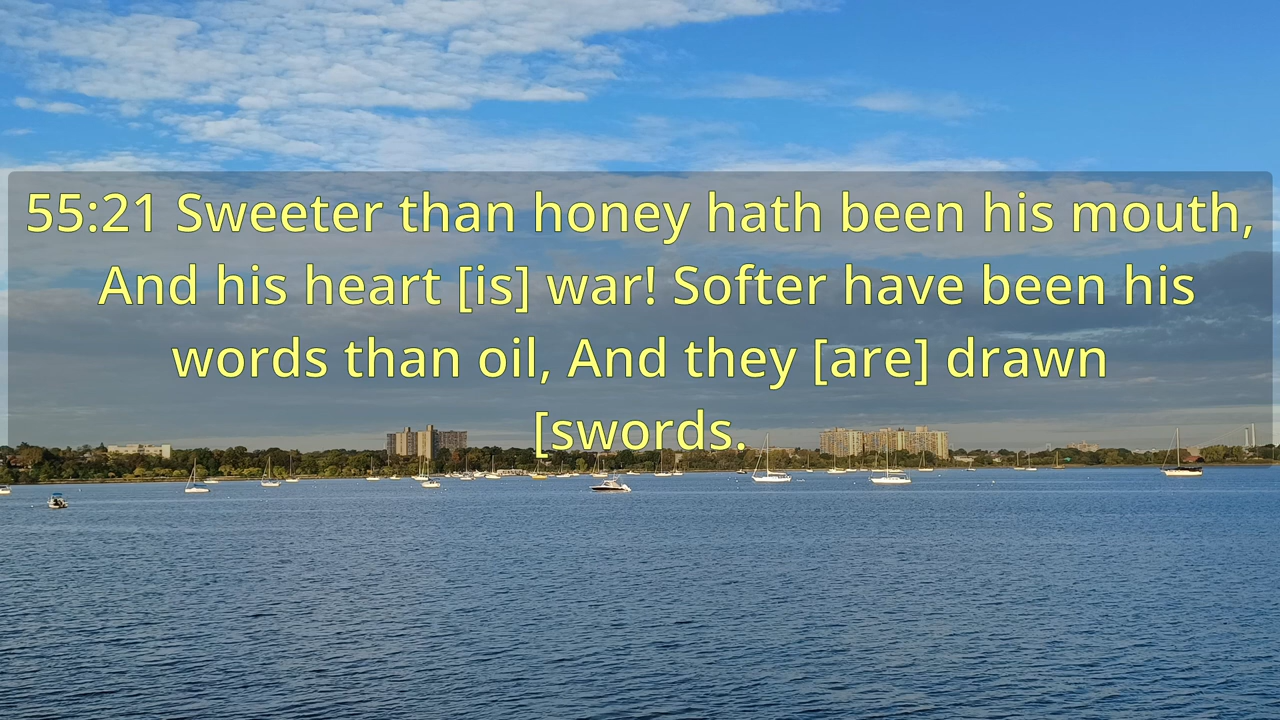 55:21 Sweeter than honey hath been his mouth,
And his heart [is] war! Softer have been his
words than oil, And they [are] drawn
[swords.